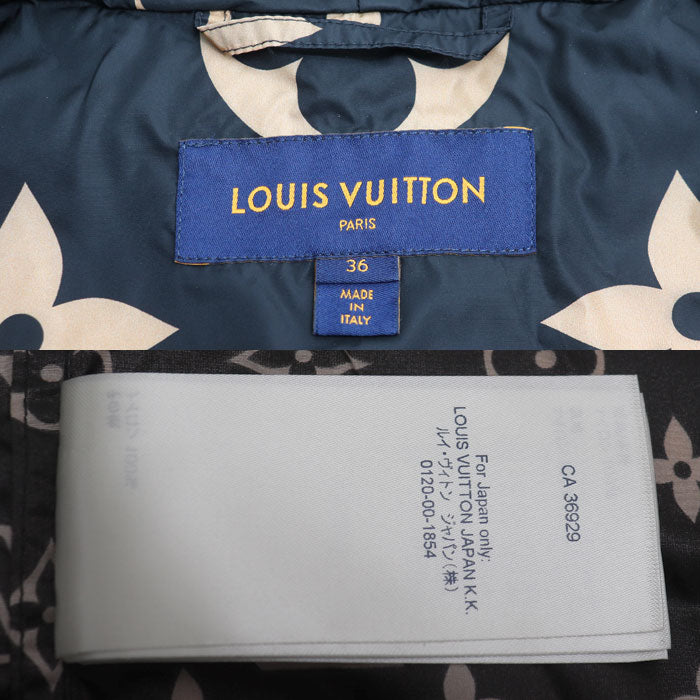 LOUIS VUITTON
PARIS
36
MADE
IN
ITALY
CA 36929
For Japan only:
LOUIS VUITTON JAPAN K.K.
ルイ・ヴィトン ジャパン(株)
0120-00-1854